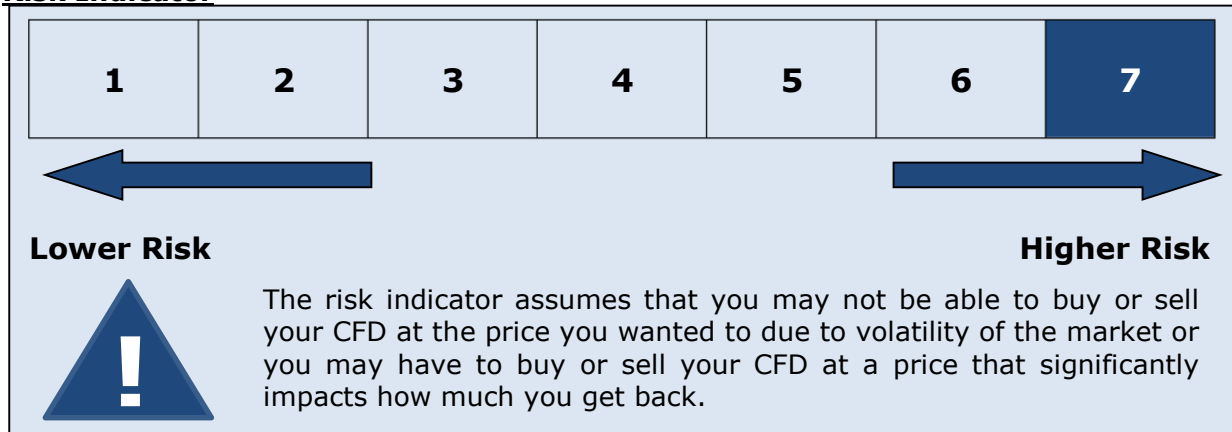 Risk Indicator
1 2 3 4 5 6 7
Lower Risk Higher Risk
!
The risk indicator assumes that you may not be able to buy or sell
your CFD at the price you wanted to due to volatility of the market or
you may have to buy or sell your CFD at a price that significantly
impacts how much you get back.